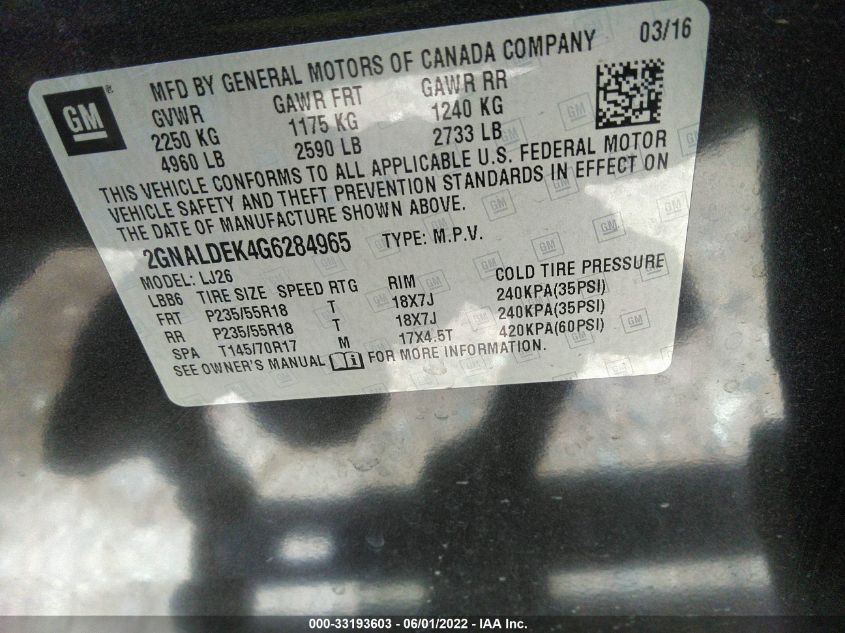 MFD BY GENERAL MOTORS OF CANADA COMPANY 03/16
GM
GVWR GAWR FRT GAWR RR
2250 KG 1175 KG 1240 KG
4960 LB 2590 LB 2733 LB
THIS VEHICLE CONFORMS TO ALL APPLICABLE U.S. FEDERAL MOTOR
VEHICLE SAFETY AND THEFT PREVENTION STANDARDS IN EFFECT ON
THE DATE OF MANUFACTURE SHOWN ABOVE.
2GNALDEK4G6284965 TYPE: M.P.V.
MODEL: LJ26
LBB6 TIRE SIZE SPEED RTG RIM COLD TIRE PRESSURE
FRT P235/55R18 T 18X7J 240KPA(35PSI)
RR P235/55R18 T 18X7J 240KPA(35PSI)
SPA T145/70R17 M 17X4.5T 420KPA(60PSI)
SEE OWNER'S MANUAL FOR MORE INFORMATION.
000-33193603 - 06/01/2022 - IAA Inc.